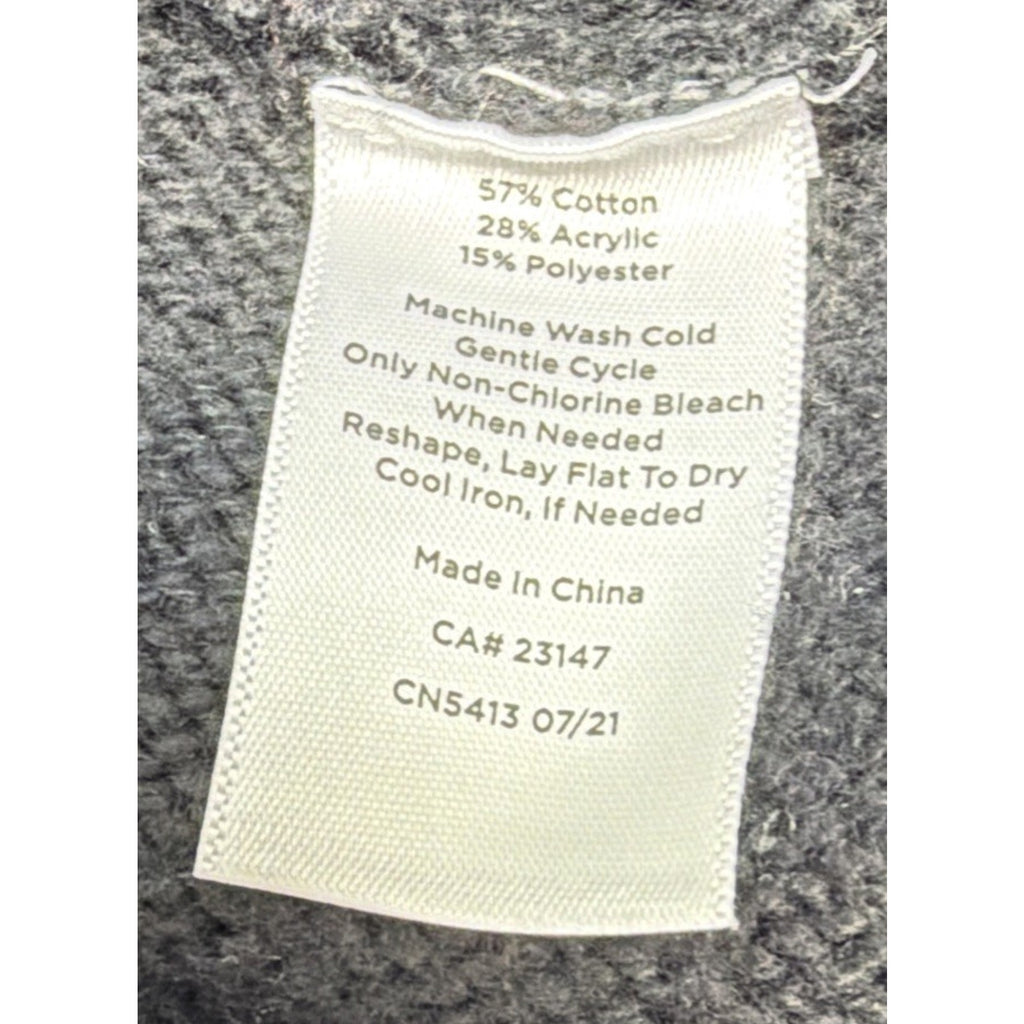 57% Cotton
28% Acrylic
15% Polyester
Machine Wash Cold
Gentle Cycle
Only Non-Chlorine Bleach
When Needed
Reshape, Lay Flat To Dry
Cool Iron, If Needed
Made In China
CA# 23147
CN5413 07/21